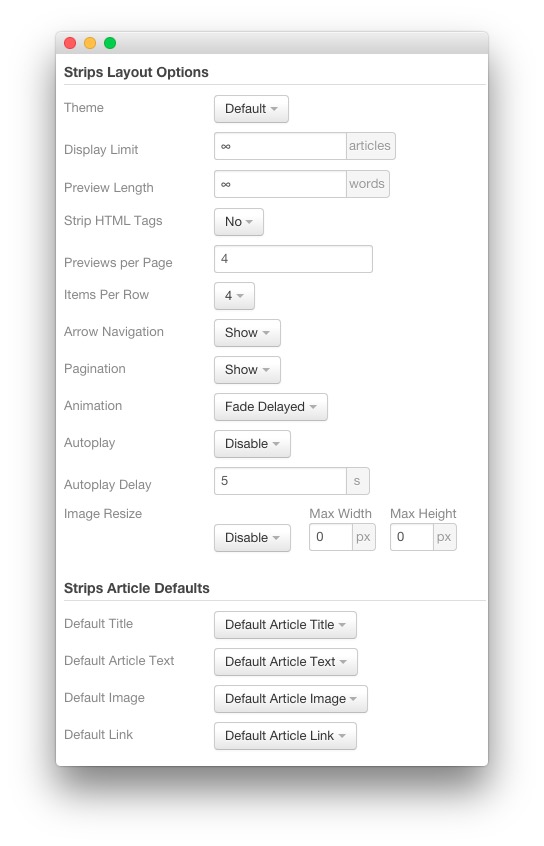 Strips Layout Options
Theme Default
Display Limit ∞ articles
Preview Length ∞ words
Strip HTML Tags No
Previews per Page 4
Items Per Row 4
Arrow Navigation Show
Pagination Show
Animation Fade Delayed
Autoplay Disable
Autoplay Delay 5 s
Image Resize Max Width Max Height
Disable 0 px 0 px
Strips Article Defaults
Default Title Default Article Title
Default Article Text Default Article Text
Default Image Default Article Image
Default Link Default Article Link